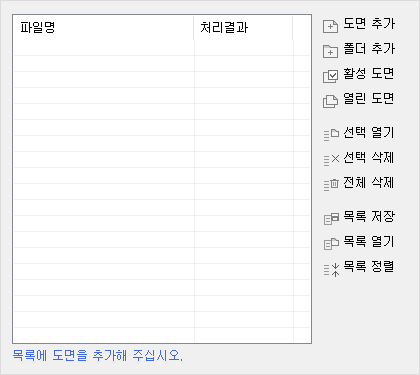 파일명 처리결과
도면 추가
폴더 추가
활성 도면
열린 도면
선택 열기
선택 삭제
전체 삭제
목록 저장
목록 열기
목록 정렬
목록에 도면을 추가해 주십시오.